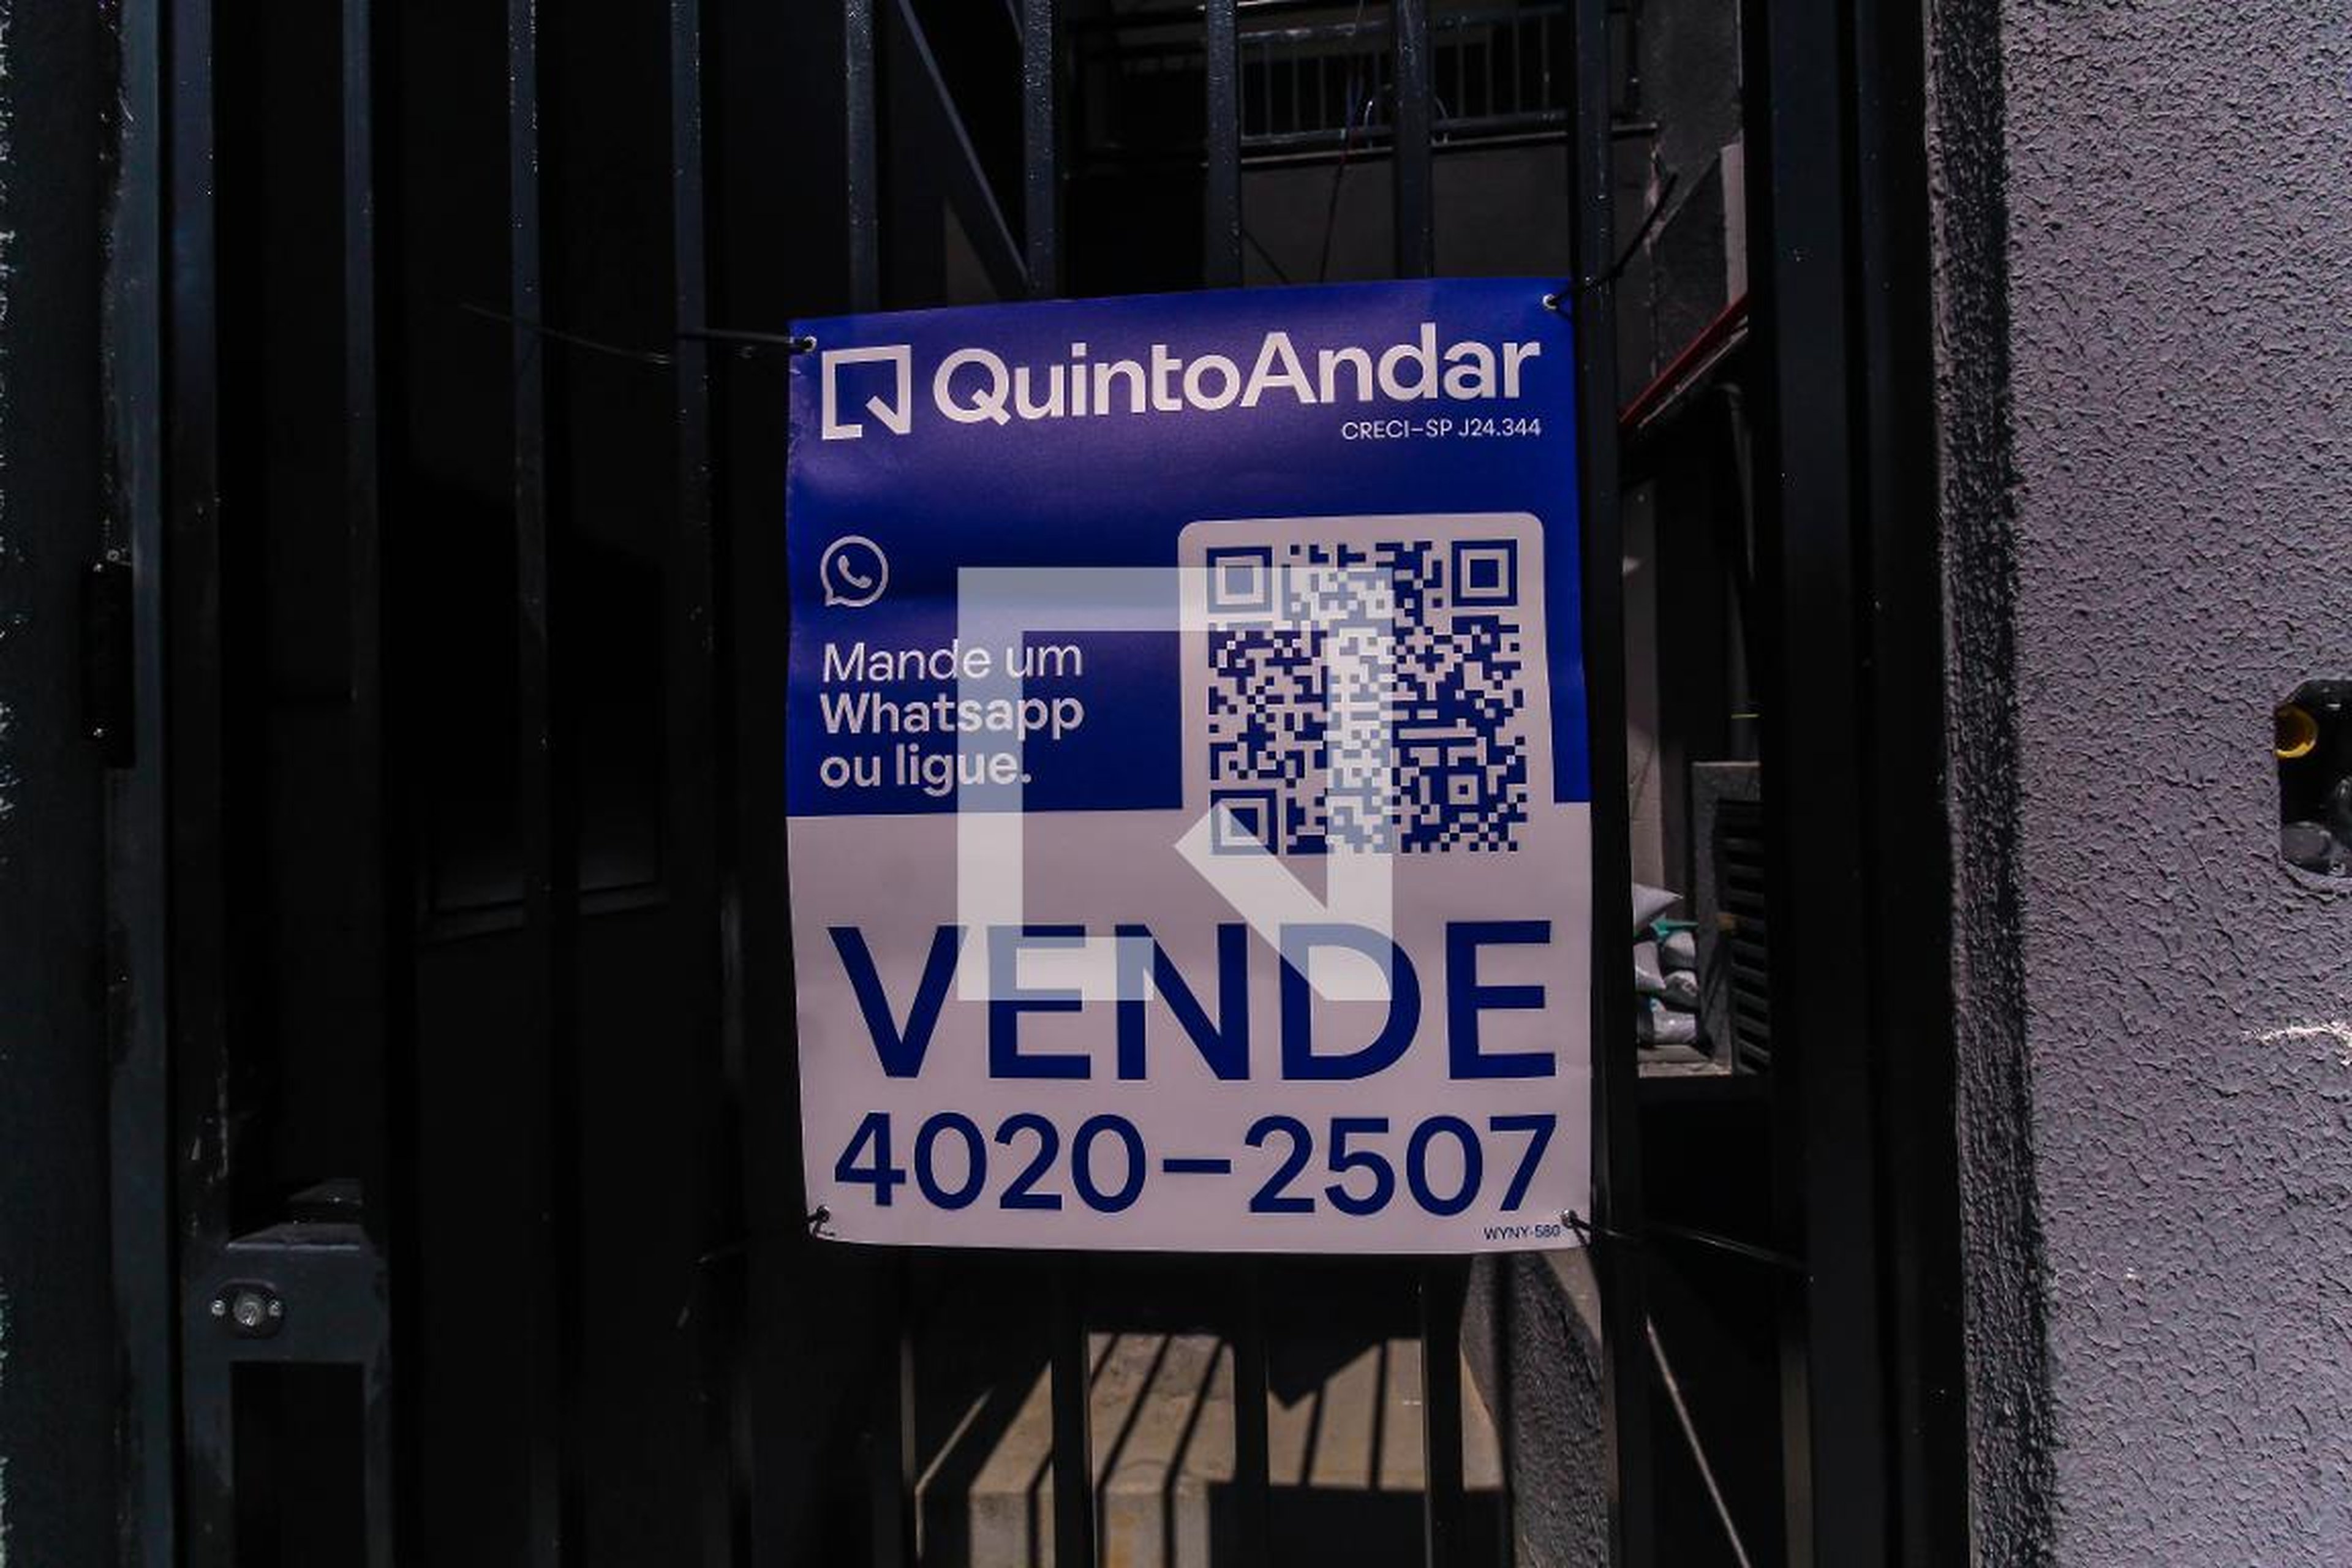 QuintoAndar
CRECI-SP J24.344
Mande um
Whatsapp
ou ligue.
VENDE
4020-2507
WYNY-580